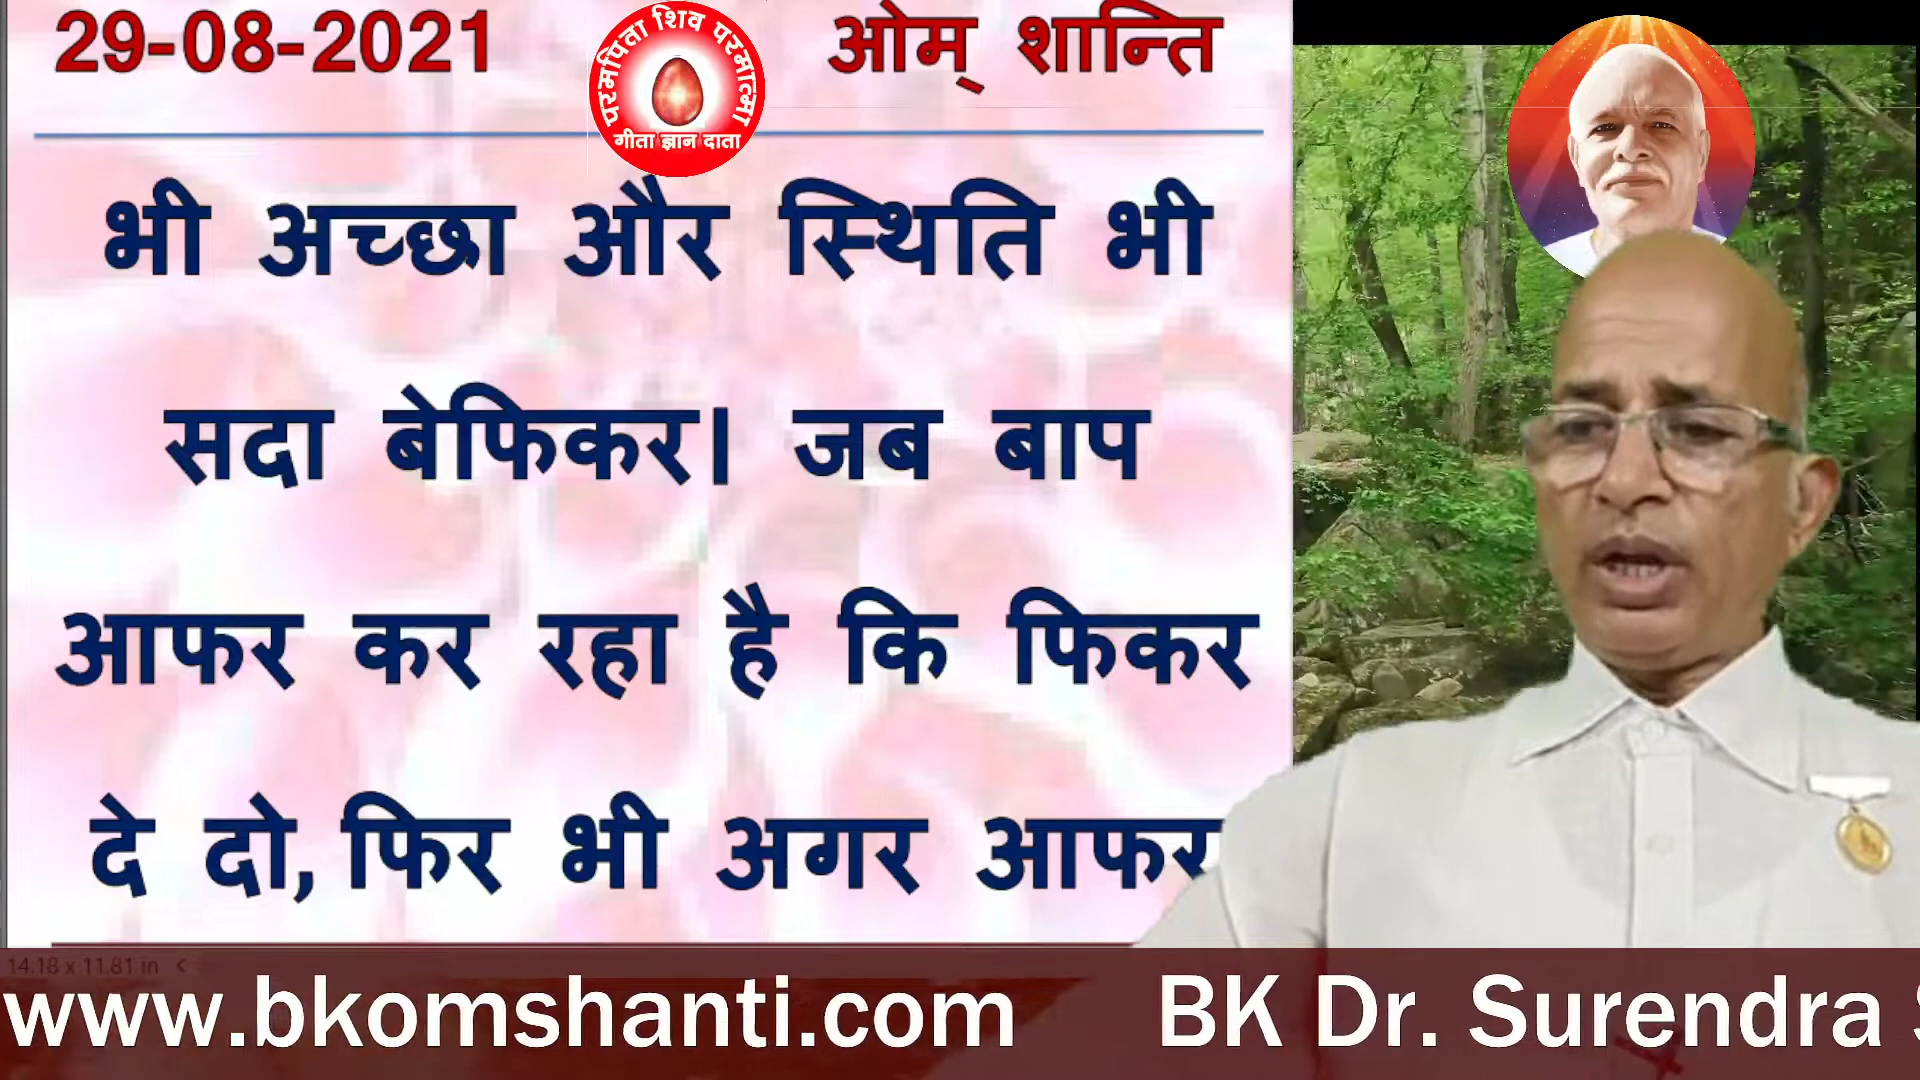 29-08-2021
परमपिता शिव परमात्मा
गीता ज्ञान दाता
ओम् शान्ति
भी अच्छा और स्थिति भी
सदा बेफिकर। जब बाप
आफर कर रहा है कि फिकर
दे दो, फिर भी अगर आफर
14.18 x 11.81 in <
www.bkomshanti.com BK Dr. Surendra S